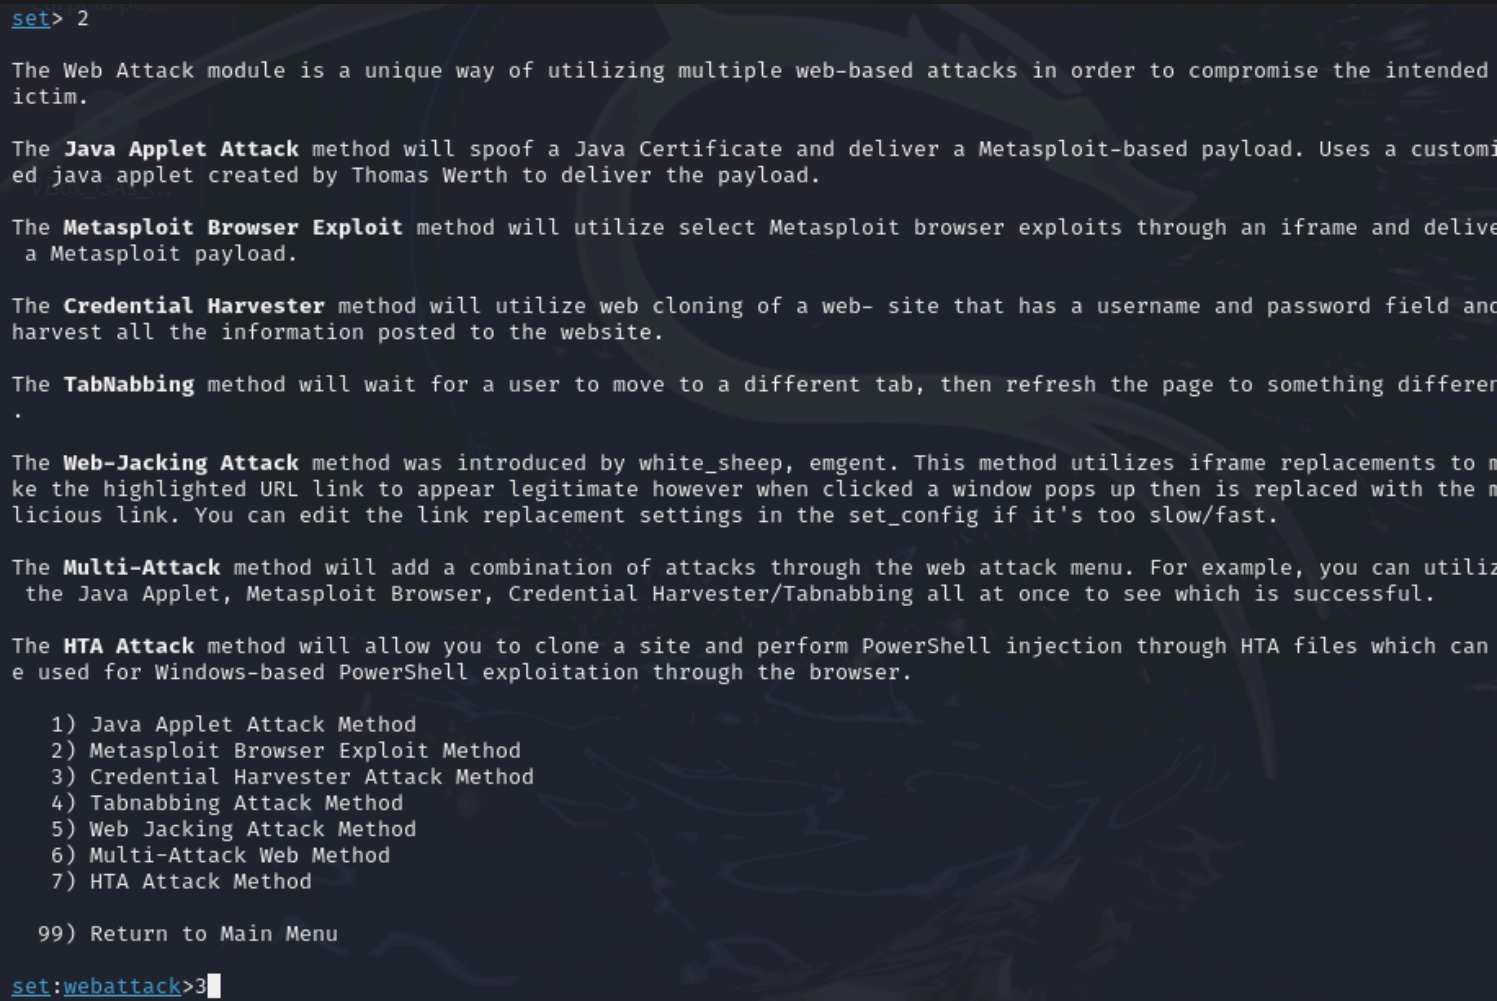 set> 2
The Web Attack module is a unique way of utilizing multiple web-based attacks in order to compromise the intended
ictim.
The Java Applet Attack method will spoof a Java Certificate and deliver a Metasploit-based payload. Uses a customi
ed java applet created by Thomas Werth to deliver the payload.
The Metasploit Browser Exploit method will utilize select Metasploit browser exploits through an iframe and delive
a Metasploit payload.
The Credential Harvester method will utilize web cloning of a web- site that has a username and password field and
harvest all the information posted to the website.
The TabNabbing method will wait for a user to move to a different tab, then refresh the page to something differen
.
The Web-Jacking Attack method was introduced by white_sheep, emgent. This method utilizes iframe replacements to m
ke the highlighted URL link to appear legitimate however when clicked a window pops up then is replaced with the m
licious link. You can edit the link replacement settings in the set_config if it's too slow/fast.
The Multi-Attack method will add a combination of attacks through the web attack menu. For example, you can utiliz
the Java Applet, Metasploit Browser, Credential Harvester/Tabnabbing all at once to see which is successful.
The HTA Attack method will allow you to clone a site and perform PowerShell injection through HTA files which can
e used for Windows-based PowerShell exploitation through the browser.
1) Java Applet Attack Method
2) Metasploit Browser Exploit Method
3) Credential Harvester Attack Method
4) Tabnabbing Attack Method
5) Web Jacking Attack Method
6) Multi-Attack Web Method
7) HTA Attack Method
99) Return to Main Menu
set:webattack>3